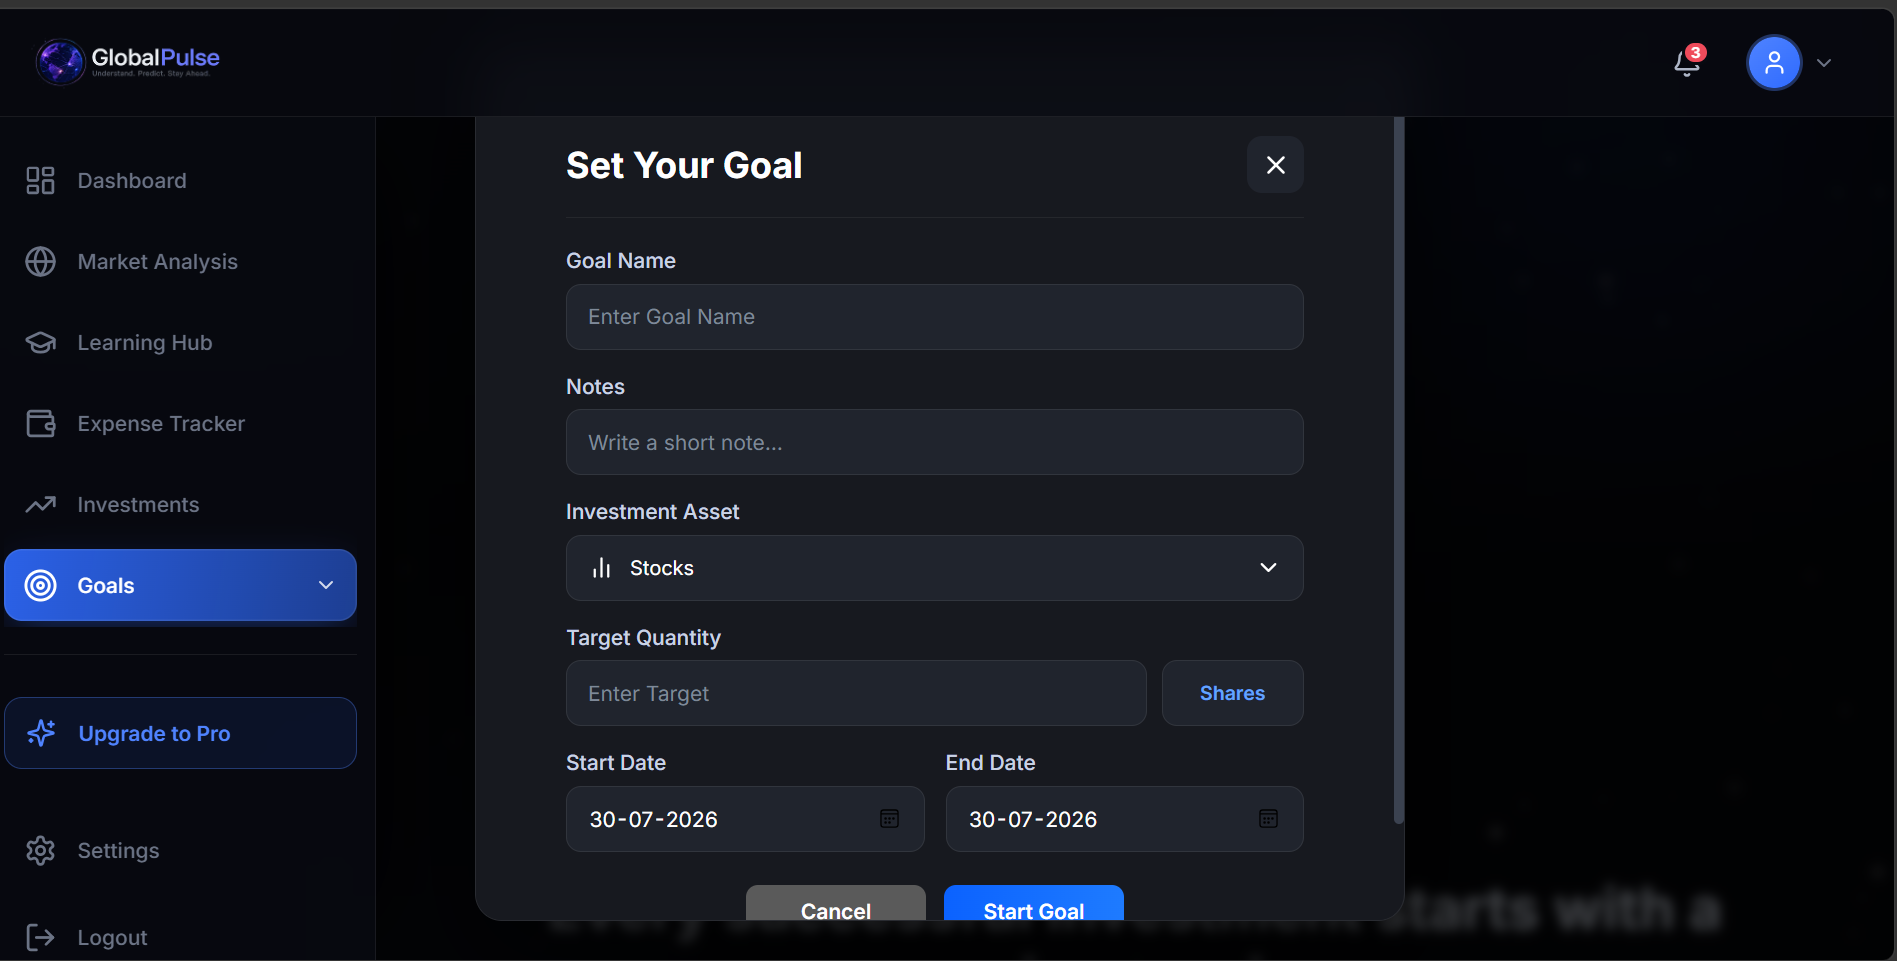 GlobalPulse
Understand. Predict. Stay Ahead.
3
Dashboard
Market Analysis
Learning Hub
Expense Tracker
Investments
Goals
Upgrade to Pro
Settings
Logout
Set Your Goal
Goal Name
Enter Goal Name
Notes
Write a short note...
Investment Asset
Stocks
Target Quantity
Enter Target
Shares
Start Date
End Date
30-07-2026
30-07-2026
Cancel
Start Goal
starts with a